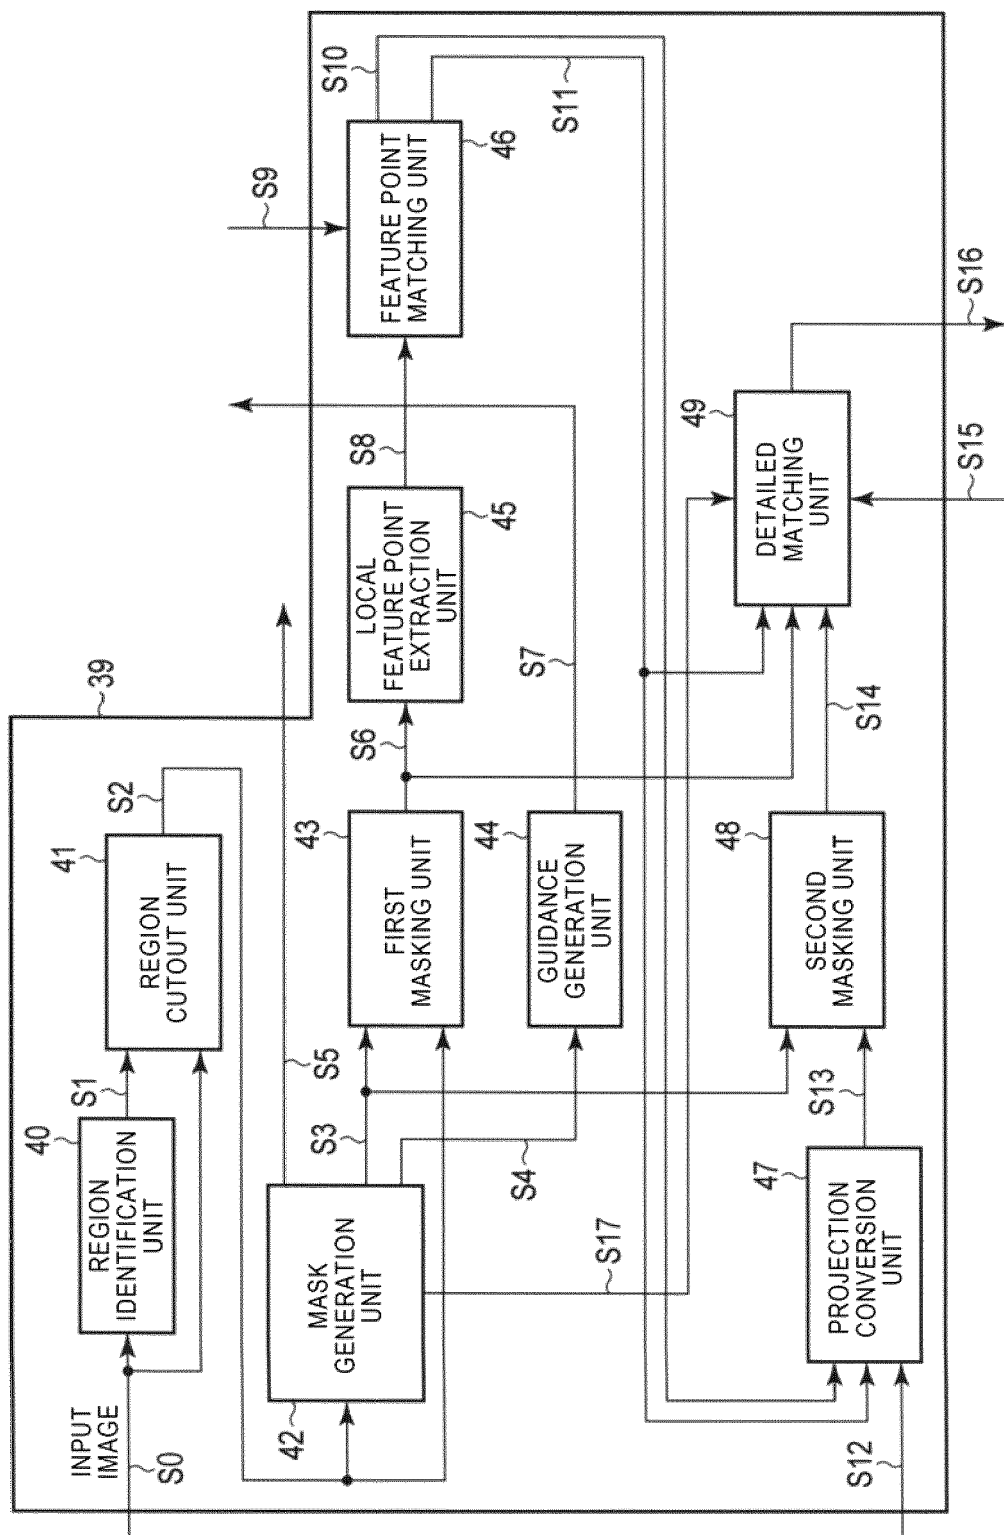 39
INPUT
IMAGE
S0
40
REGION
IDENTIFICATION
UNIT
S1
41
REGION
CUTOUT UNIT
S2
42
MASK
GENERATION
UNIT
S5
S3
S4
S17
43
FIRST
MASKING UNIT
S6
44
GUIDANCE
GENERATION
UNIT
S7
LOCAL
FEATURE POINT
EXTRACTION
UNIT
45
S8
S9
FEATURE POINT
MATCHING UNIT
46
S10
S11
S12
47
PROJECTION
CONVERSION
UNIT
S13
48
SECOND
MASKING UNIT
S14
49
DETAILED
MATCHING
UNIT
S15
S16